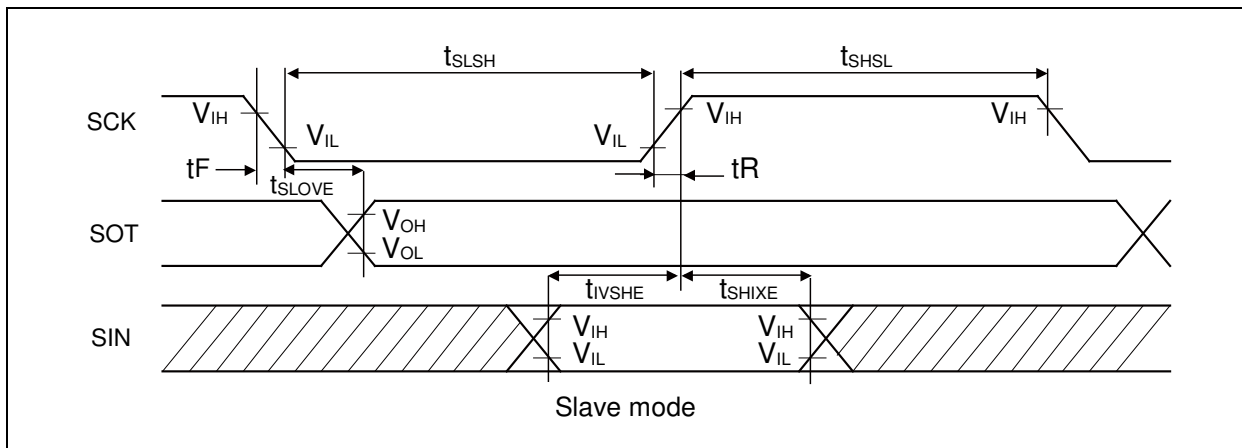 tSLSH
tSHSL
SCK
VIH
VIL
VIL
VIH
VIH
tF
tSLOVE
tR
SOT
VOH
VOL
tIVSHE
tSHIXE
SIN
VIH
VIL
VIH
VIL
Slave mode